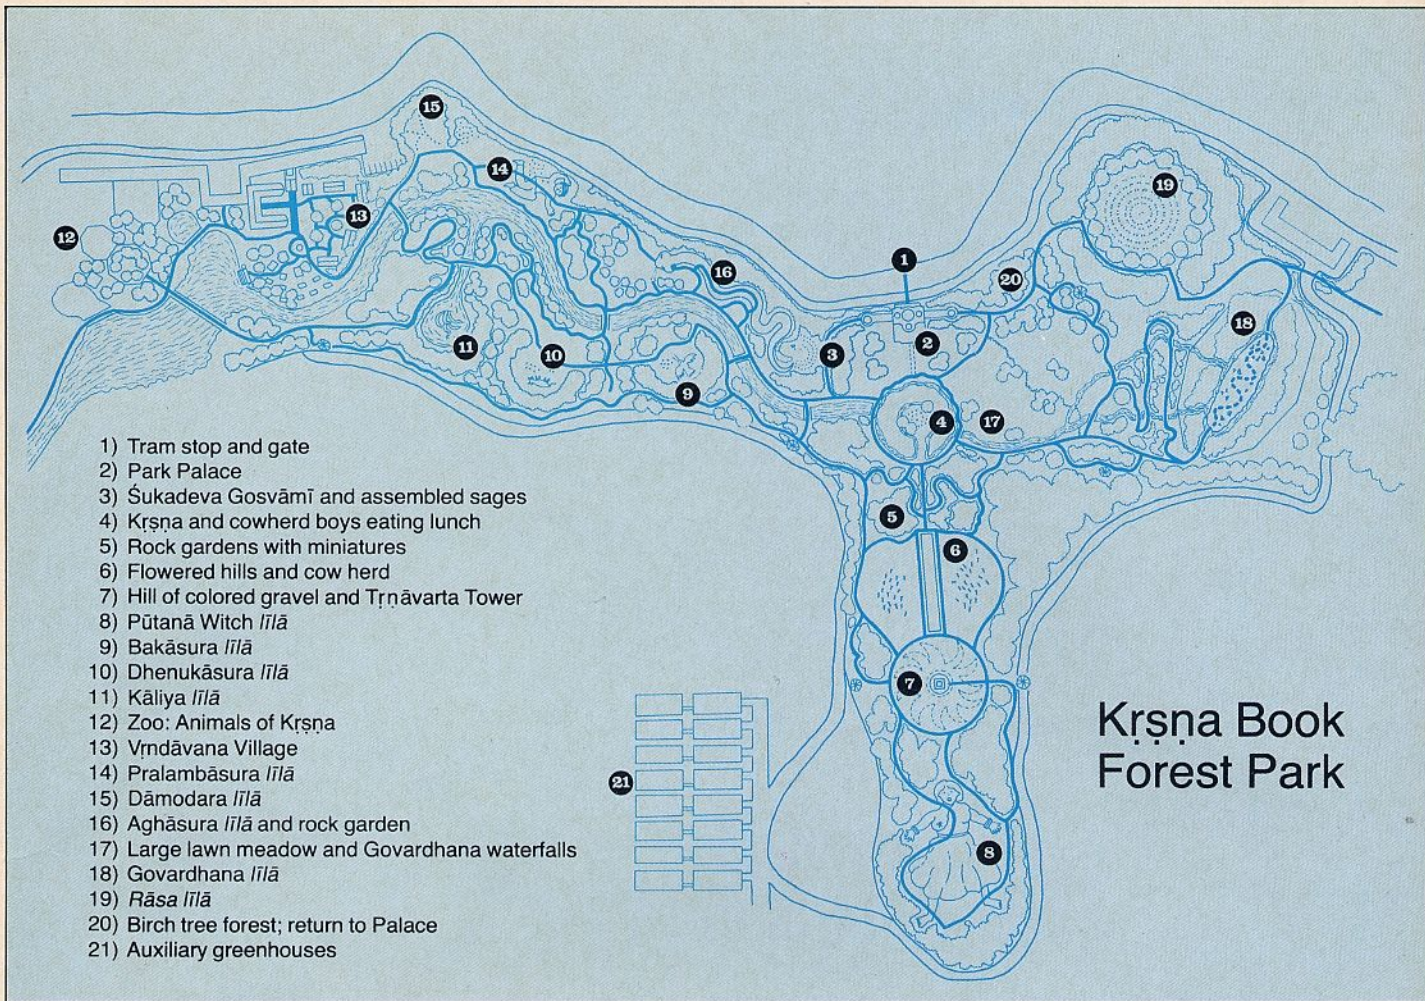 15
14
19
13
12
1
16
20
18
11
10
3
2
9
4
17
5
6
7
21
8
1) Tram stop and gate
2) Park Palace
3) Śukadeva Gosvāmī and assembled sages
4) Kṛṣṇa and cowherd boys eating lunch
5) Rock gardens with miniatures
6) Flowered hills and cow herd
7) Hill of colored gravel and Tṛṇāvarta Tower
8) Pūtanā Witch līlā
9) Bakāsura līlā
10) Dhenukāsura līlā
11) Kāliya līlā
12) Zoo: Animals of Kṛṣṇa
13) Vṛndāvana Village
14) Pralambāsura līlā
15) Dāmodara līlā
16) Aghāsura līlā and rock garden
17) Large lawn meadow and Govardhana waterfalls
18) Govardhana līlā
19) Rāsa līlā
20) Birch tree forest; return to Palace
21) Auxiliary greenhouses
Kṛṣṇa Book
Forest Park